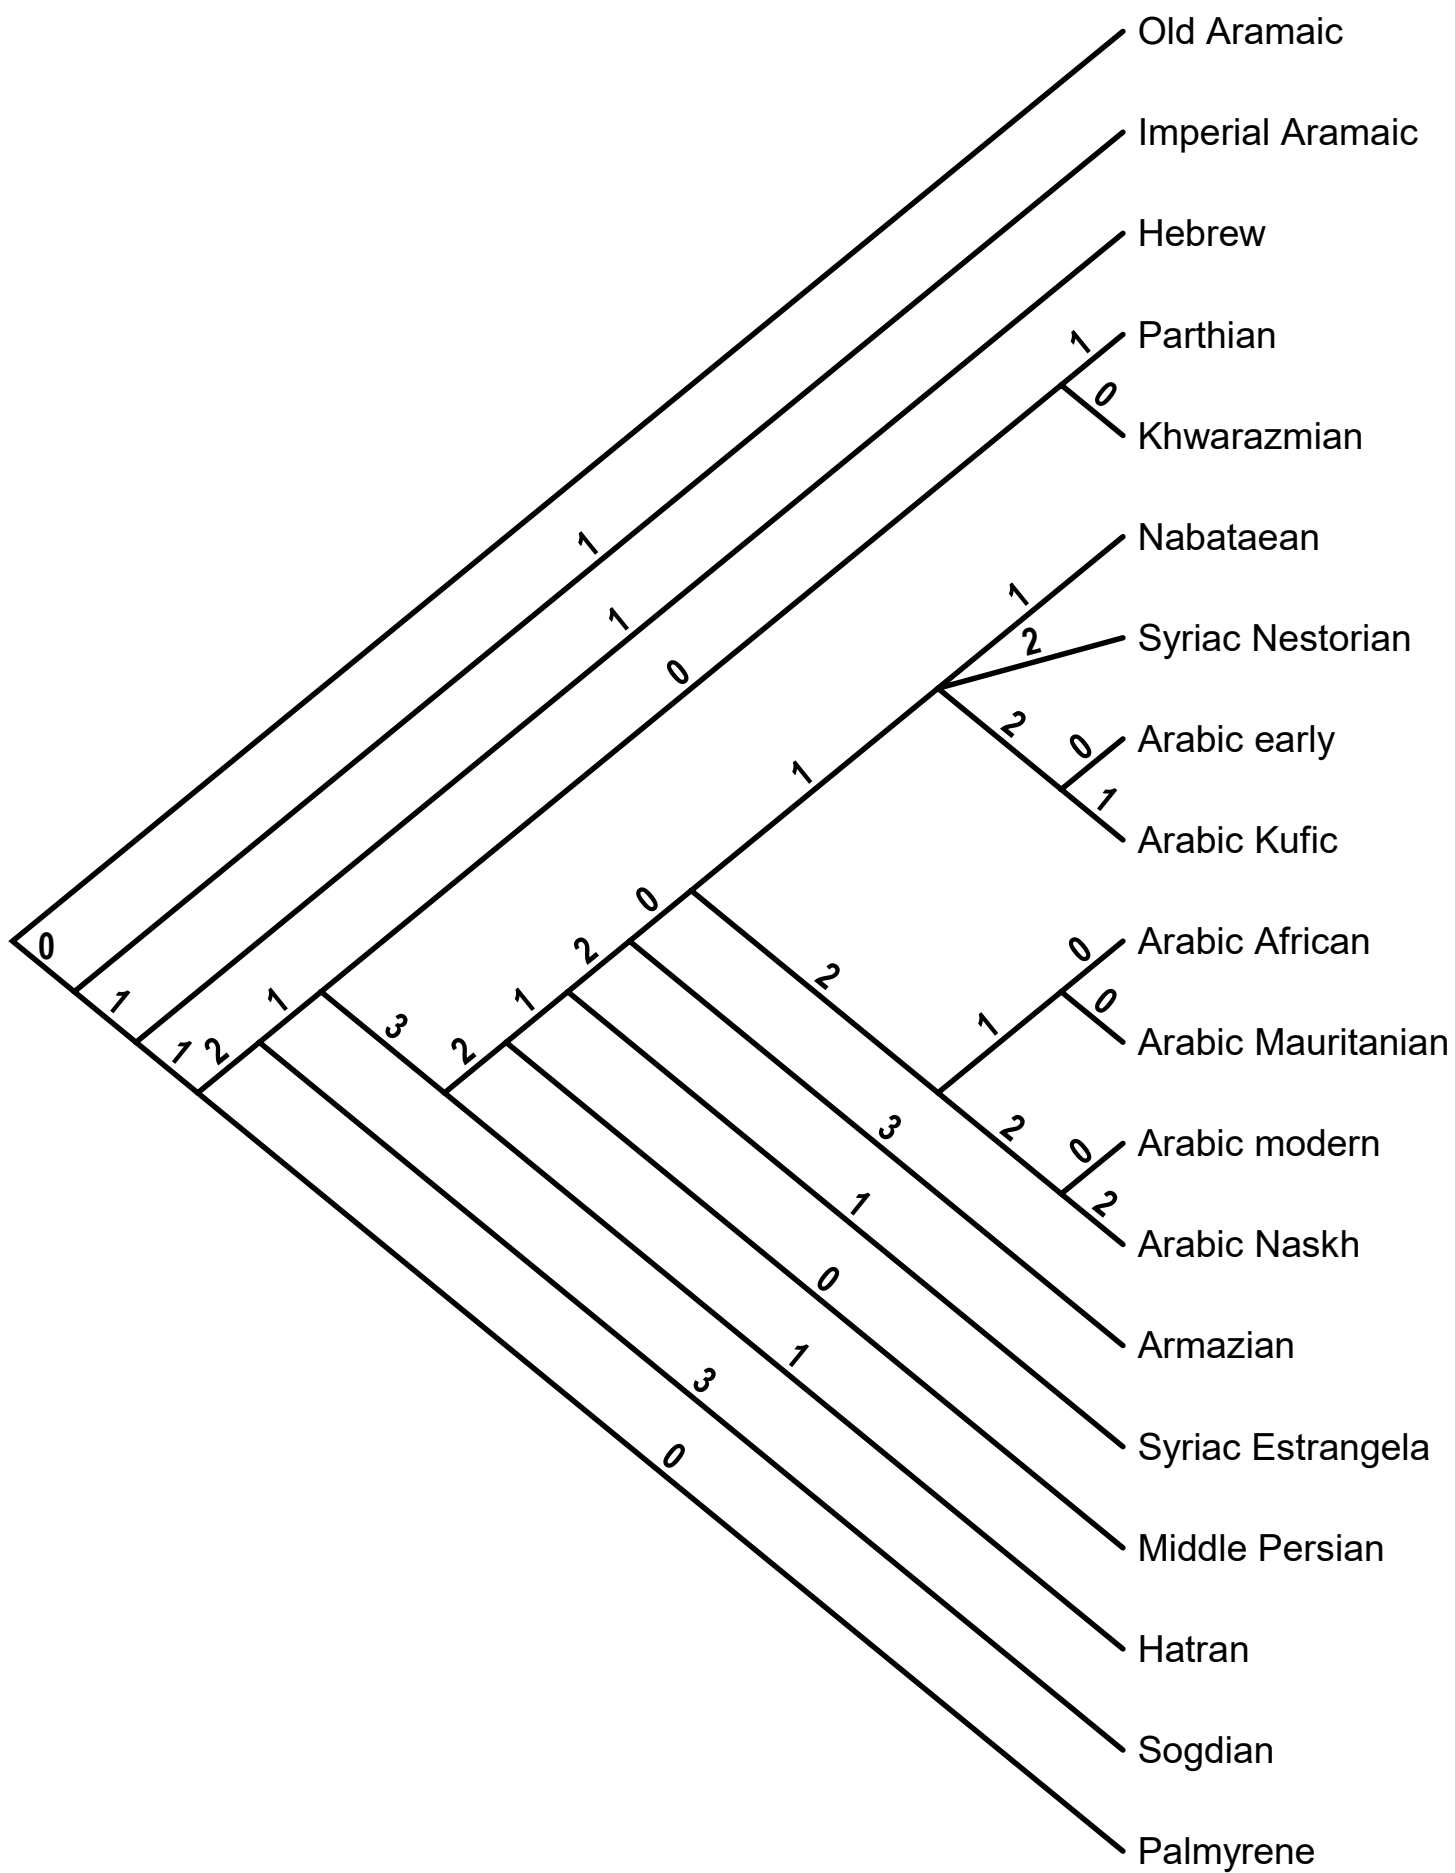 Old Aramaic
Imperial Aramaic
Hebrew
1
Parthian
0
Khwarazmian
1
1
Nabataean
1
2
Syriac Nestorian
0
2
0
Arabic early
1
1
Arabic Kufic
0
0
Arabic African
0
2
2
1
1
3
2
1
2
0
1
Arabic Mauritanian
1
2
3
2
0
Arabic modern
1
2
Arabic Naskh
0
Armazian
1
3
Syriac Estrangela
0
Middle Persian
Hatran
Sogdian
Palmyrene